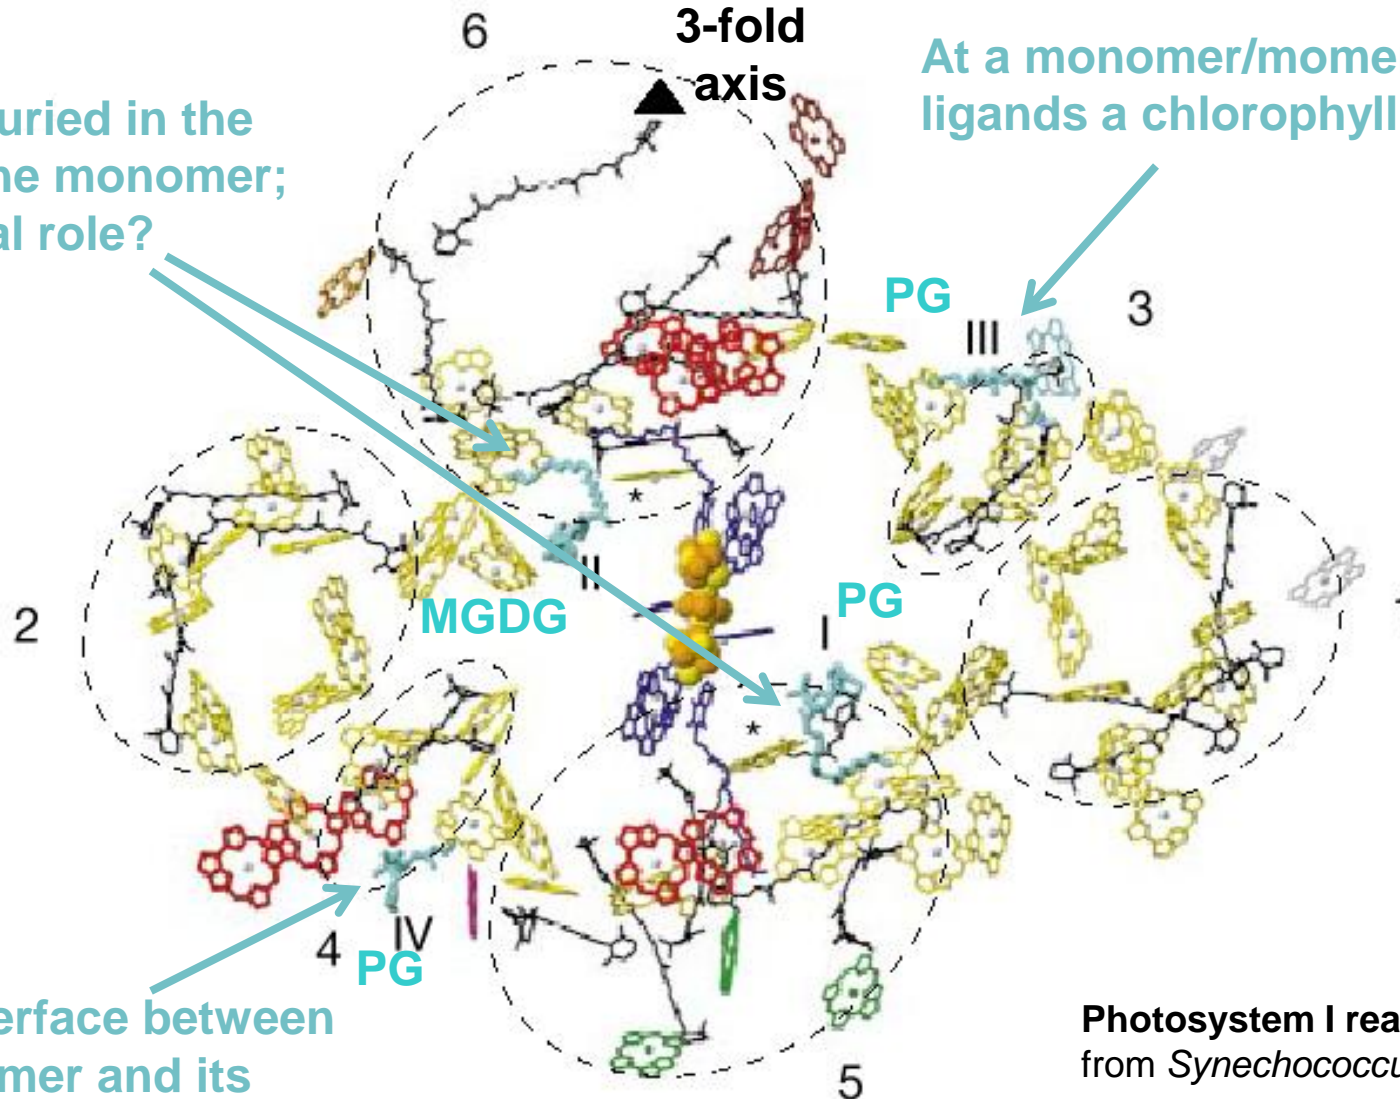 6
3-fold
axis
At a monomer/mome
ligands a chlorophyll
uried in the
ne monomer;
al role?
PG
III
3
*
II
MGDG
PG
I
2
*
4
IV
PG
erface between
mer and its
5
Photosystem I rea
from Synechococcu